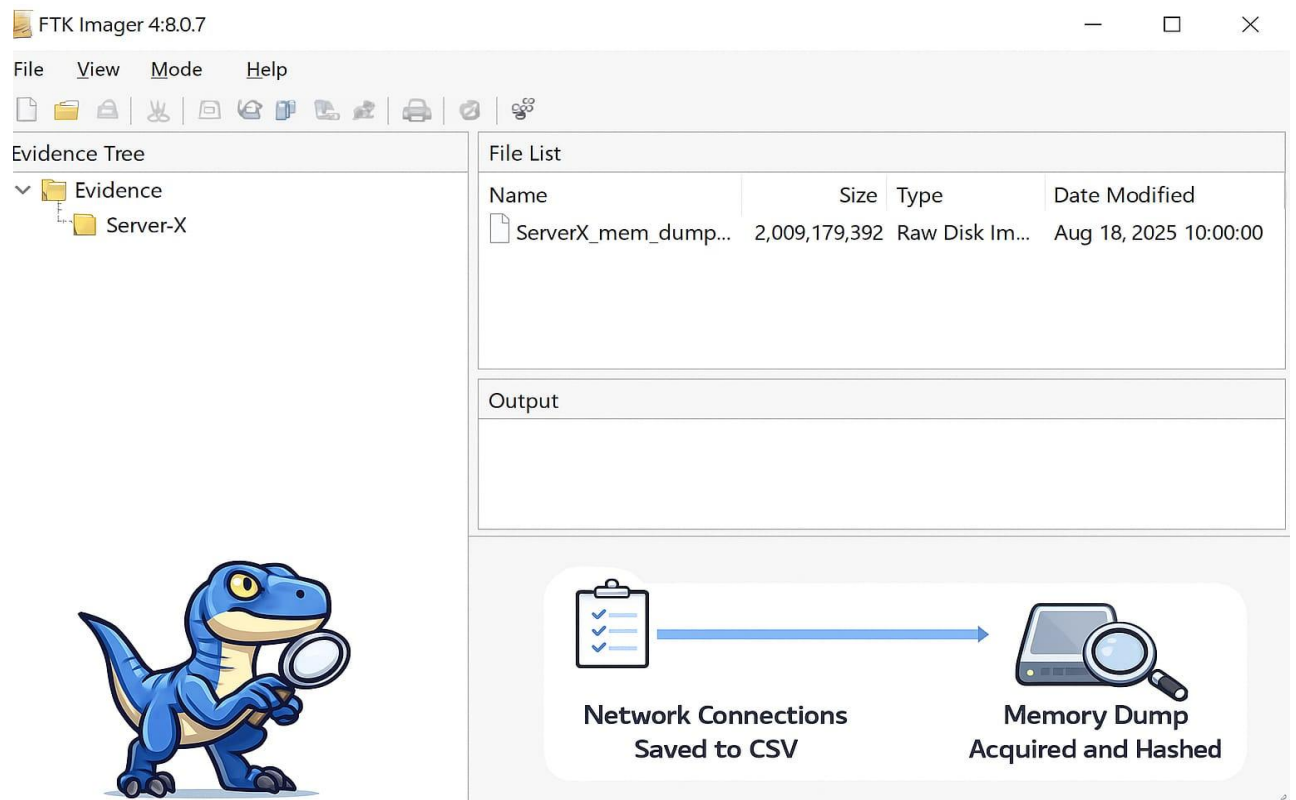 FTK Imager 4:8.0.7
File View Mode Help
Evidence Tree
Evidence
Server-X
File List
Name Size Type Date Modified
ServerX_mem_dump... 2,009,179,392 Raw Disk Im... Aug 18, 2025 10:00:00
Output
Network Connections
Saved to CSV
Memory Dump
Acquired and Hashed